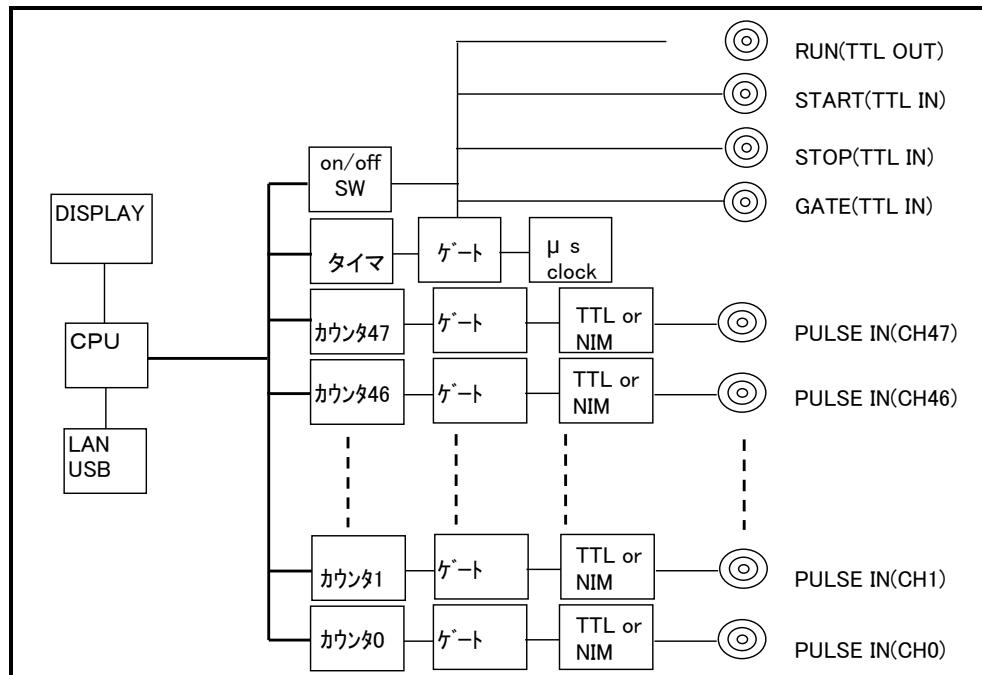 RUN(TTL OUT)
START(TTL IN)
on/off
SW
STOP(TTL IN)
DISPLAY
GATE(TTL IN)
タイマ
ｹﾞｰﾄ
μ s
clock
CPU
ｶｳﾝﾀ47
ｹﾞｰﾄ
TTL or
NIM
PULSE IN(CH47)
ｶｳﾝﾀ46
ｹﾞｰﾄ
TTL or
NIM
PULSE IN(CH46)
LAN
USB
ｶｳﾝﾀ1
ｹﾞｰﾄ
TTL or
NIM
PULSE IN(CH1)
ｶｳﾝﾀ0
ｹﾞｰﾄ
TTL or
NIM
PULSE IN(CH0)